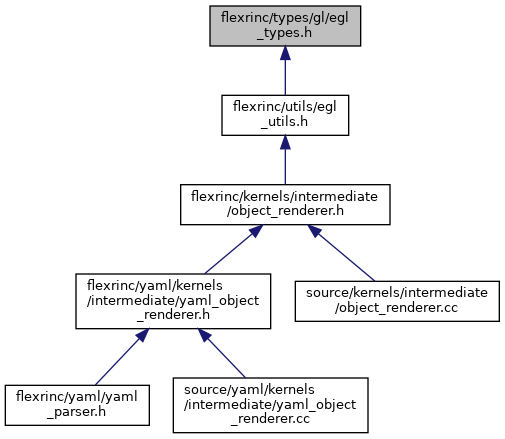 flexrinc/types/gl/egl
_types.h
flexrinc/utils/egl
_utils.h
flexrinc/kernels/intermediate
/object_renderer.h
flexrinc/yaml/kernels
/intermediate/yaml_object
_renderer.h
source/kernels/intermediate
/object_renderer.cc
flexrinc/yaml/yaml
_parser.h
source/yaml/kernels
/intermediate/yaml_object
_renderer.cc